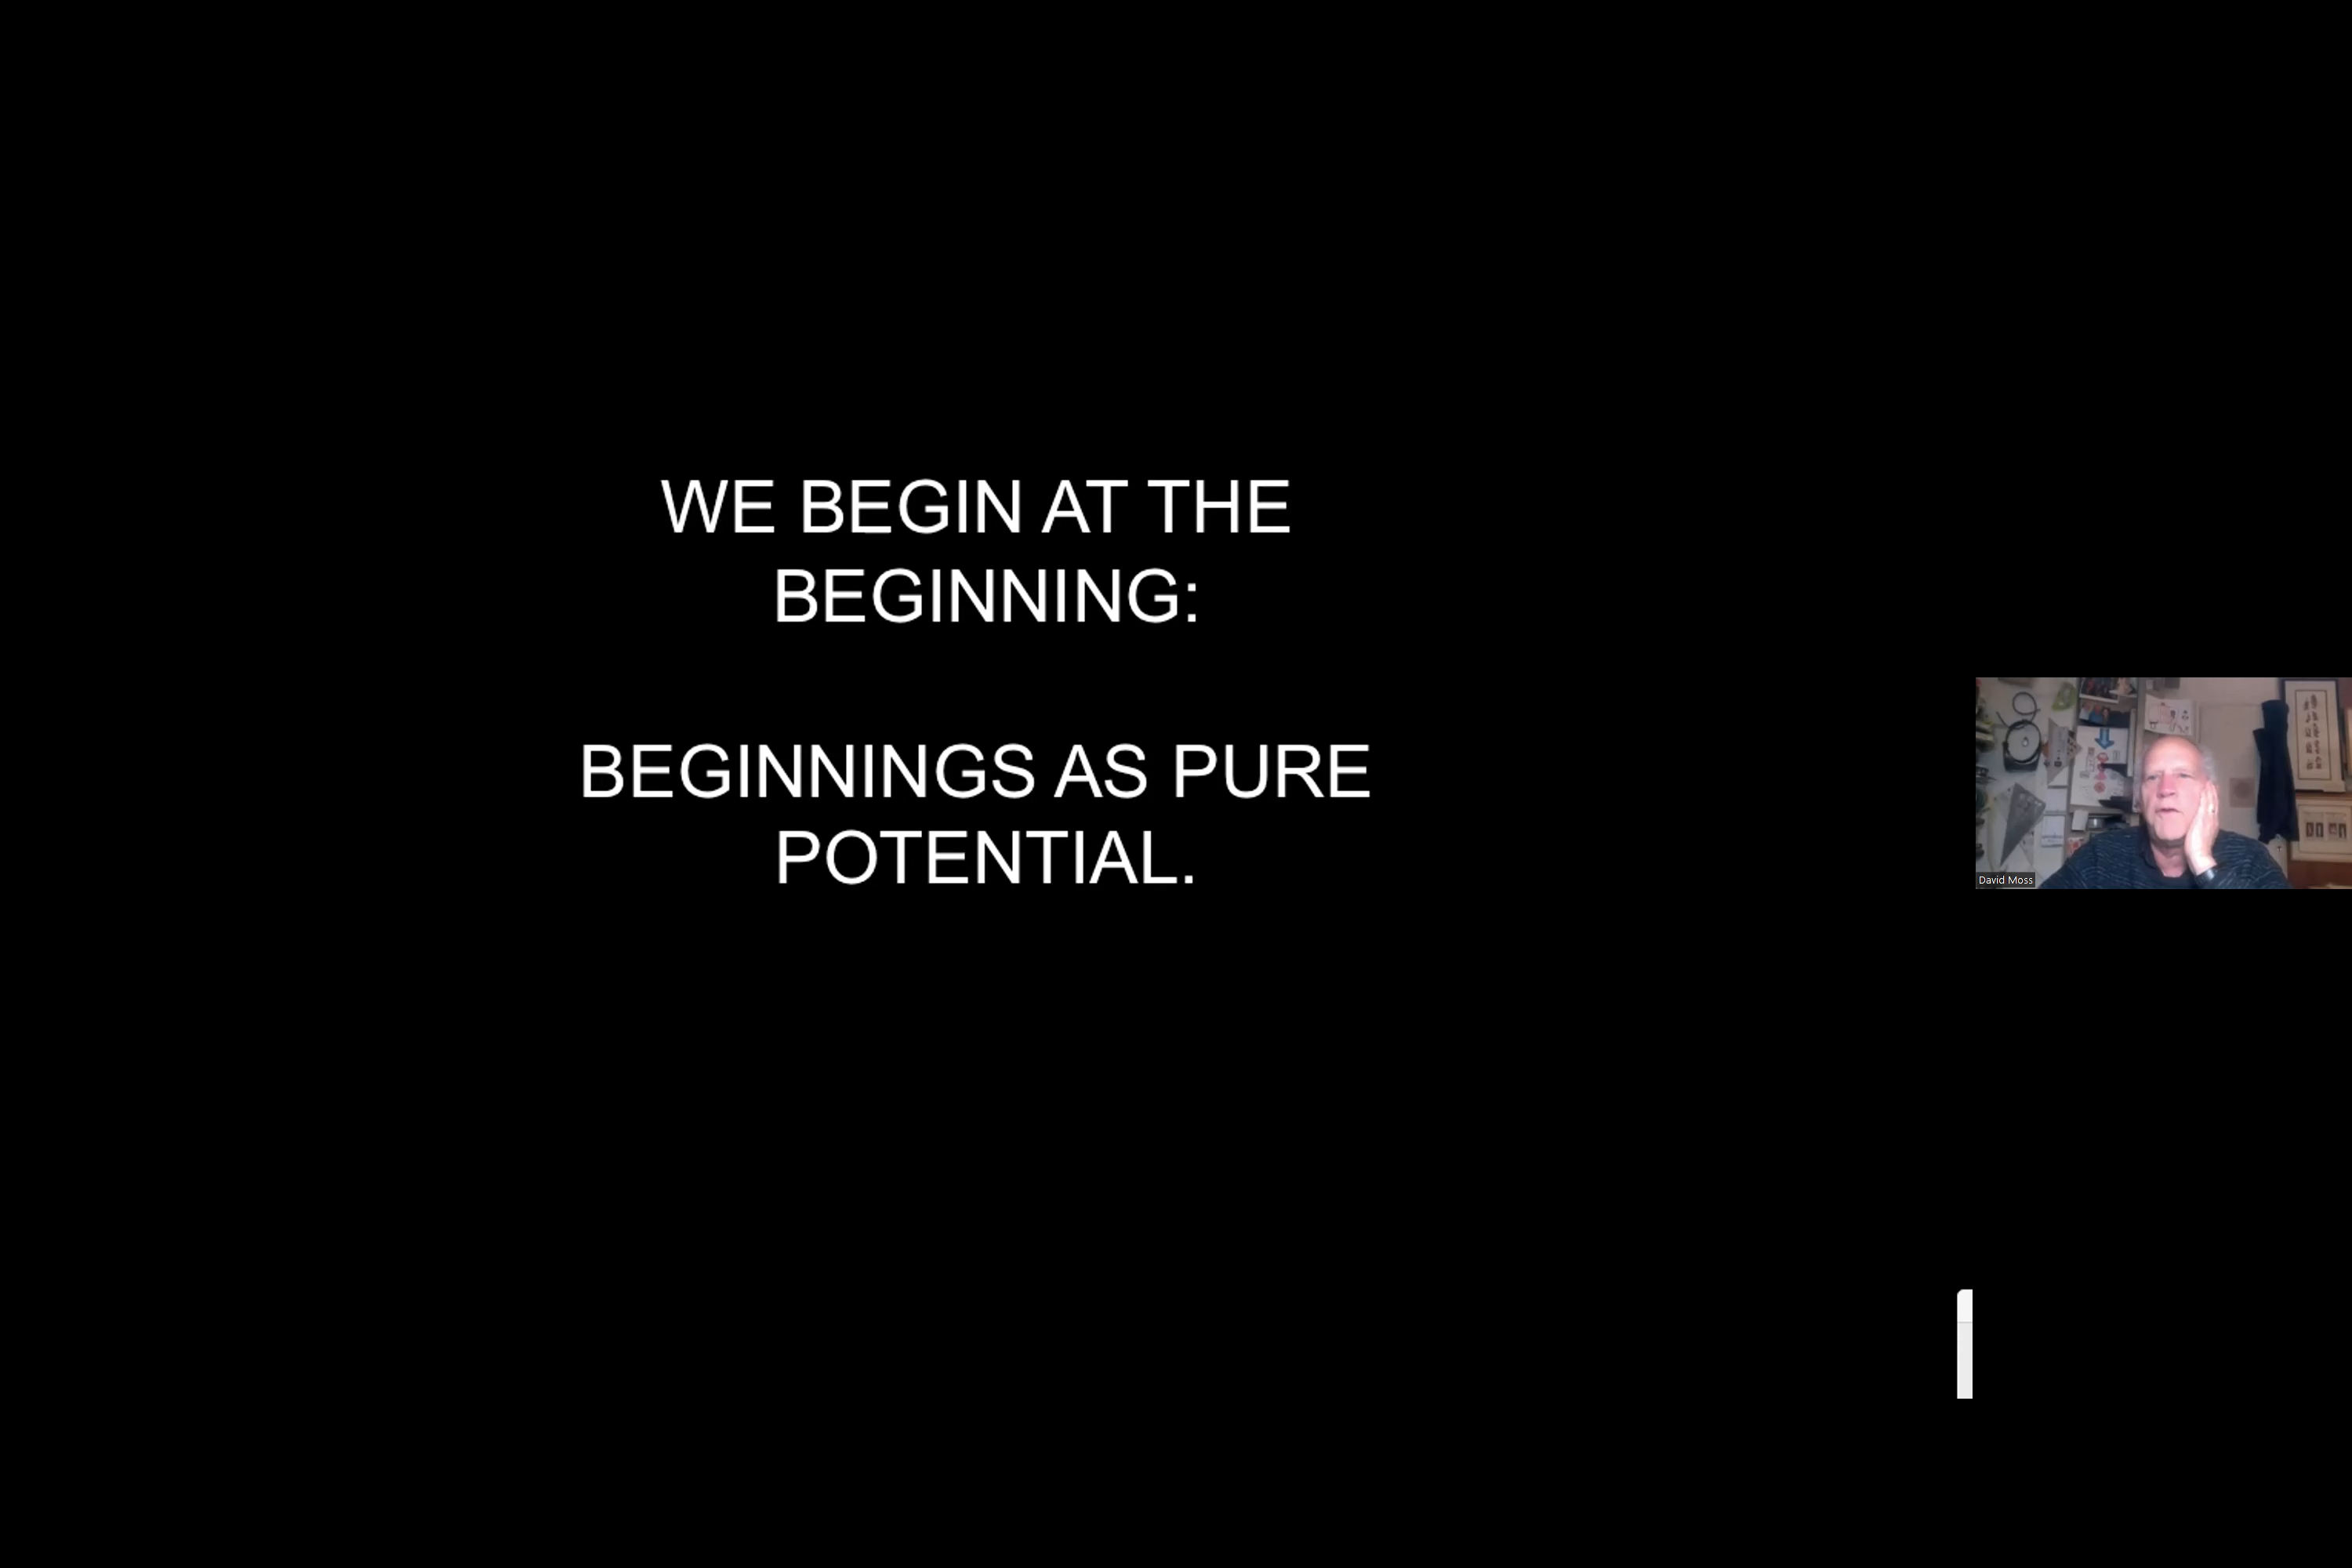 WE BEGIN AT THE
BEGINNING:
BEGINNINGS AS PURE
POTENTIAL.
David Moss